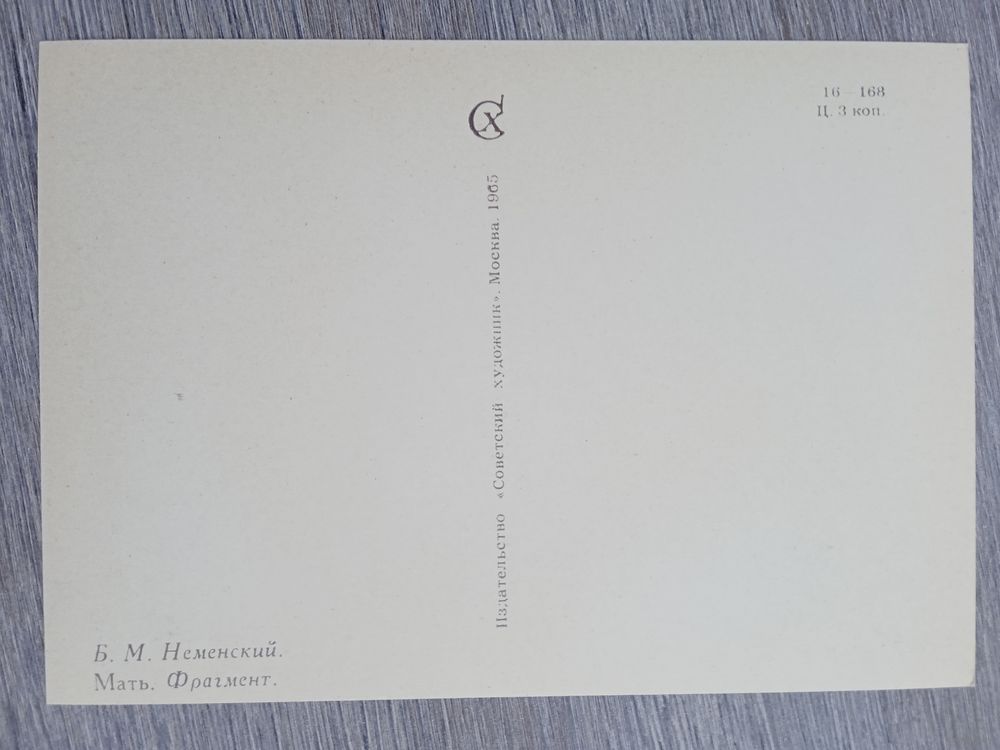 СХ
16—168
Ц. 3 коп.
Издательство «Советский художник». Москва. 1965
Б. М. Неменский.
Мать. Фрагмент.